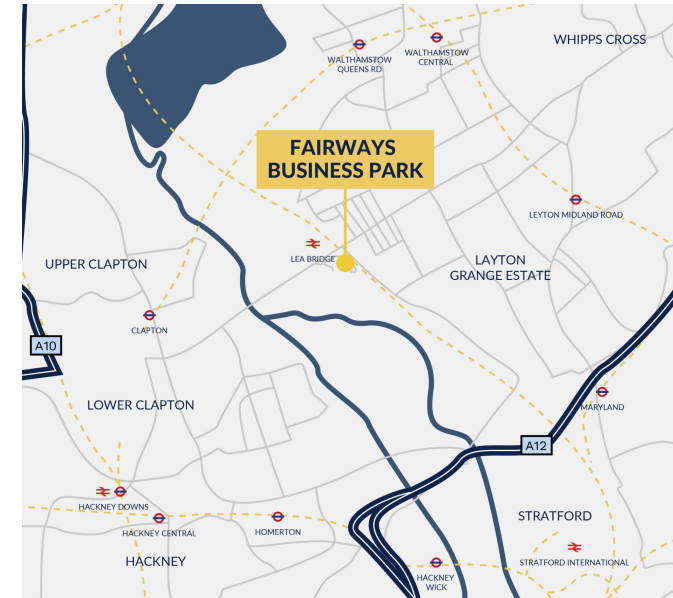 WHIPPS CROSS
WALTHAMSTOW
QUEENS RD
WALTHAMSTOW
CENTRAL
FAIRWAYS
BUSINESS PARK
LEYTON MIDLAND ROAD
LEA BRIDGE
UPPER CLAPTON
LAYTON
GRANGE ESTATE
CLAPTON
A10
LOWER CLAPTON
MARYLAND
A12
HACKNEY DOWNS
HACKNEY CENTRAL
HOMERTON
STRATFORD
HACKNEY
STRATFORD INTERNATIONAL
HACKNEY
WICK